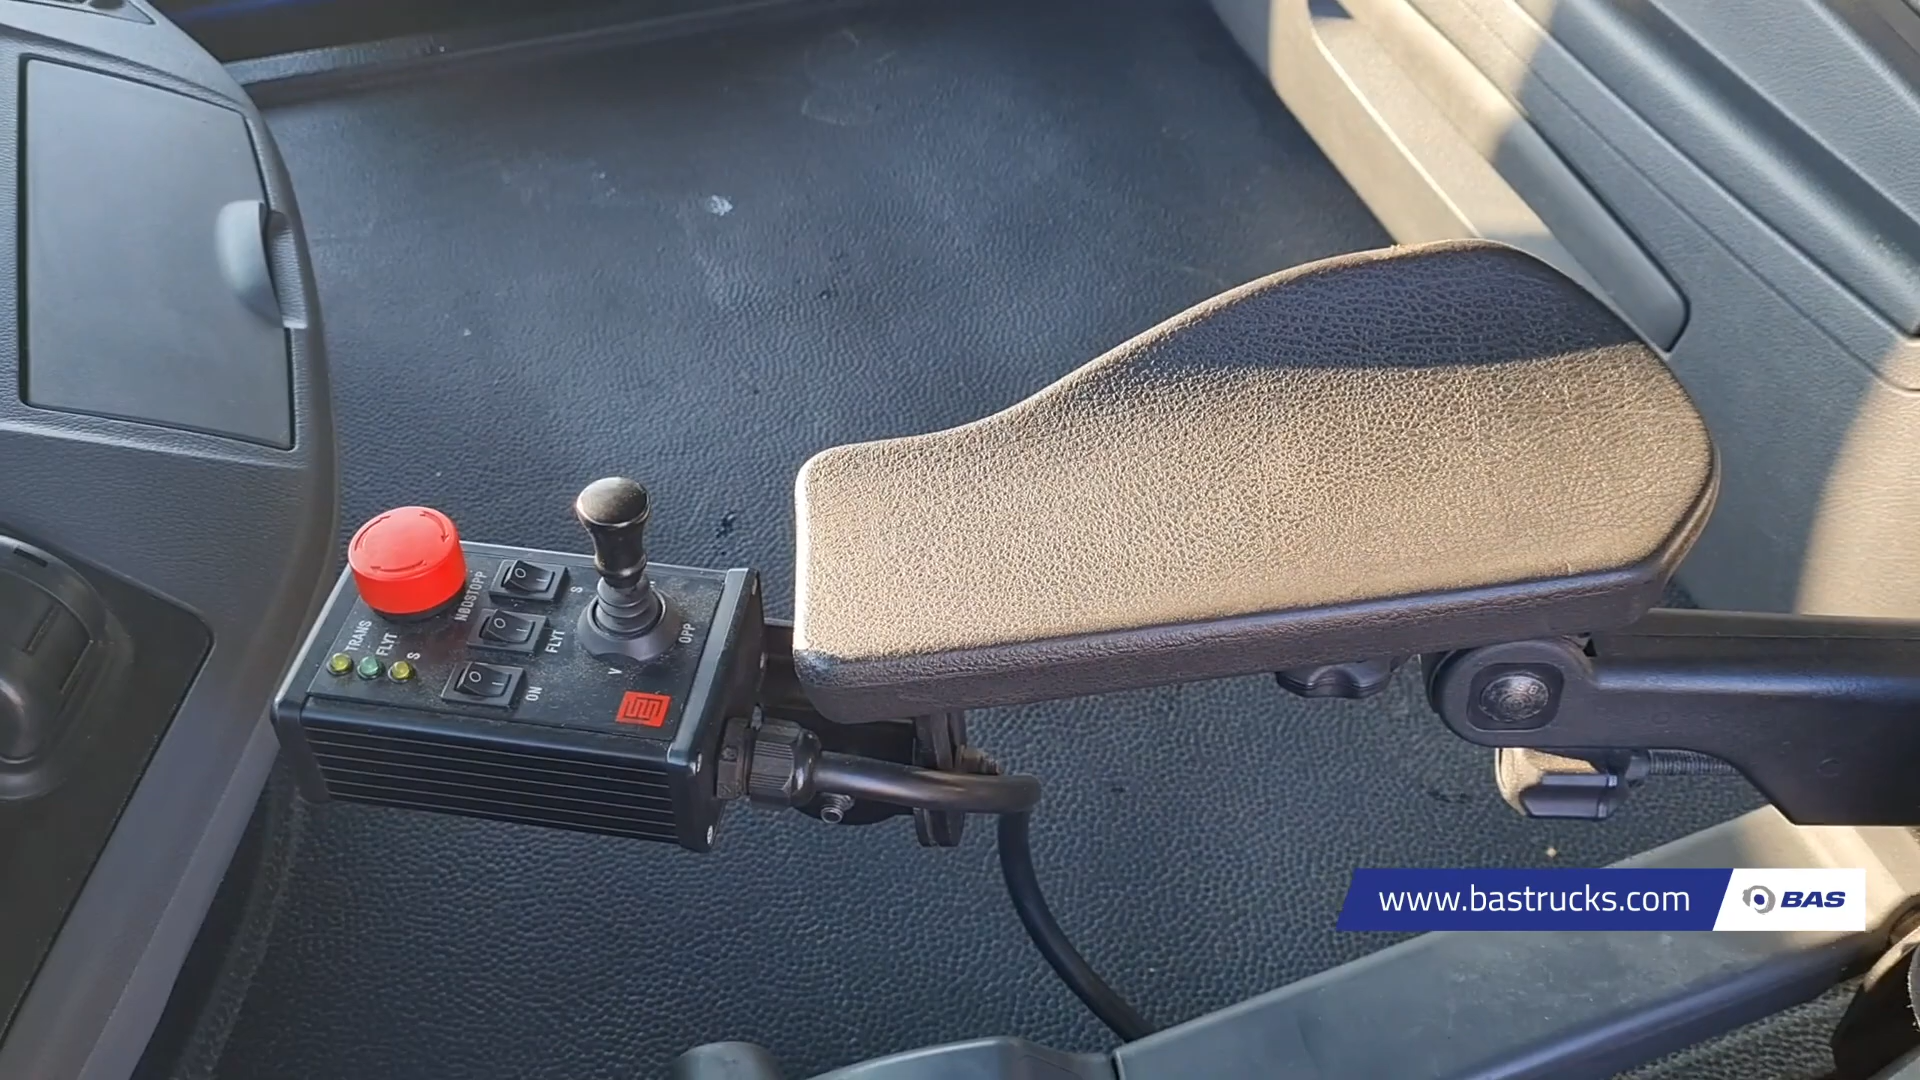 NØDSTOPP
S
TRANS
FLYT
S
FLYT
OPP
V
ON
www.bastrucks.com
BAS